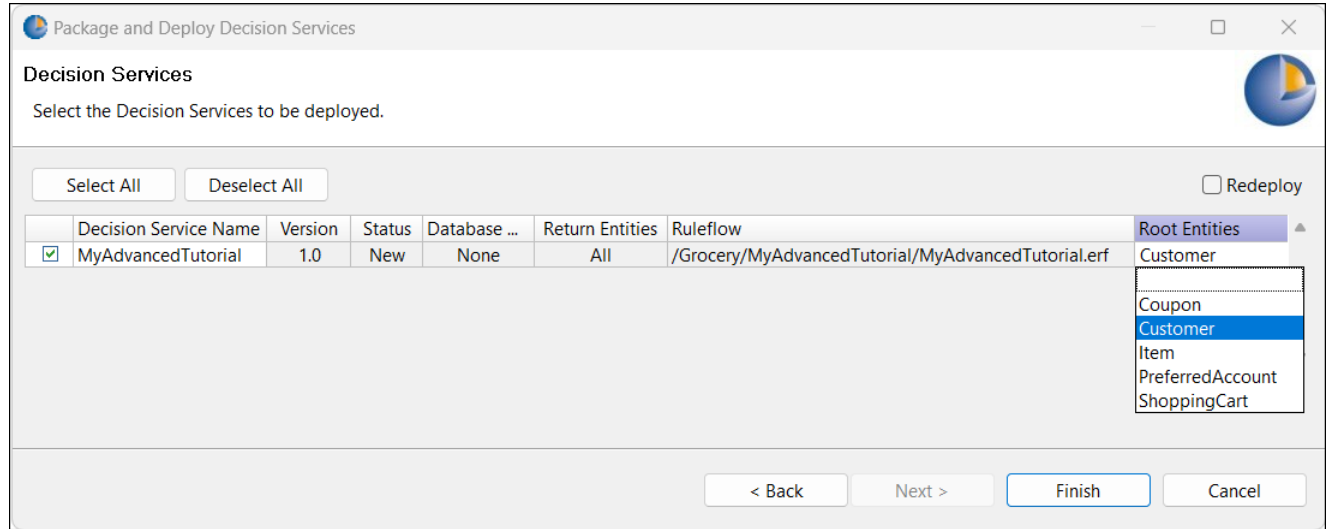 Package and Deploy Decision Services
Decision Services
Select the Decision Services to be deployed.
Select All Deselect All Redeploy
Decision Service Name Version Status Database ... Return Entities Ruleflow Root Entities
MyAdvancedTutorial 1.0 New None All /Grocery/MyAdvancedTutorial/MyAdvancedTutorial.erf Customer
Coupon
Customer
Item
PreferredAccount
ShoppingCart
< Back Next > Finish Cancel